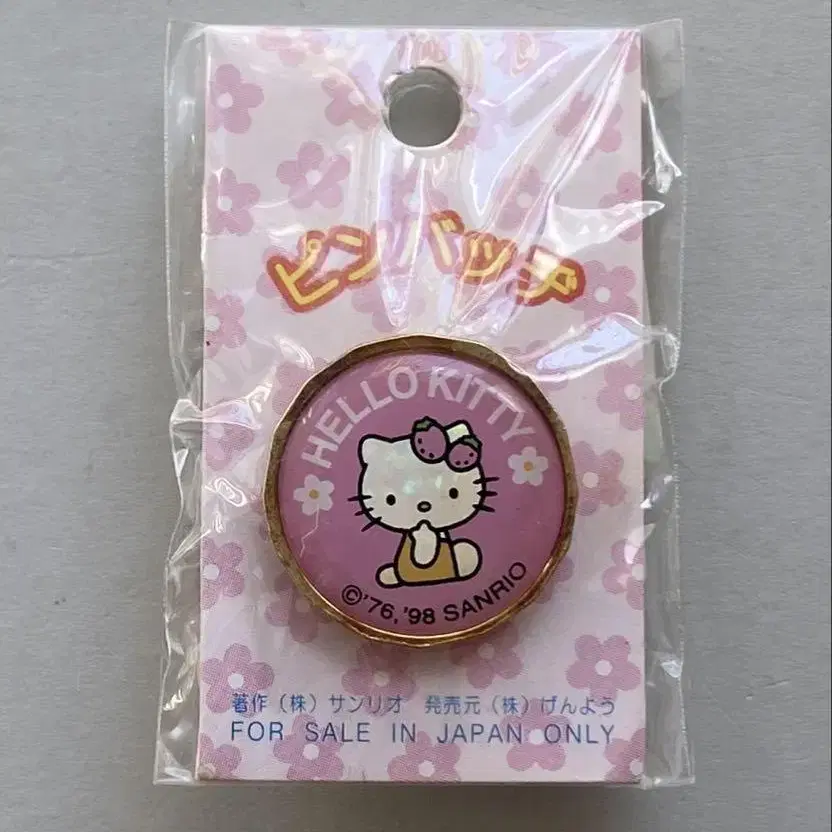 ピンバッヂ
HELLO KITTY
©'76,'98 SANRIO
著作(株)サンリオ 発売元(株)げんよう
FOR SALE IN JAPAN ONLY